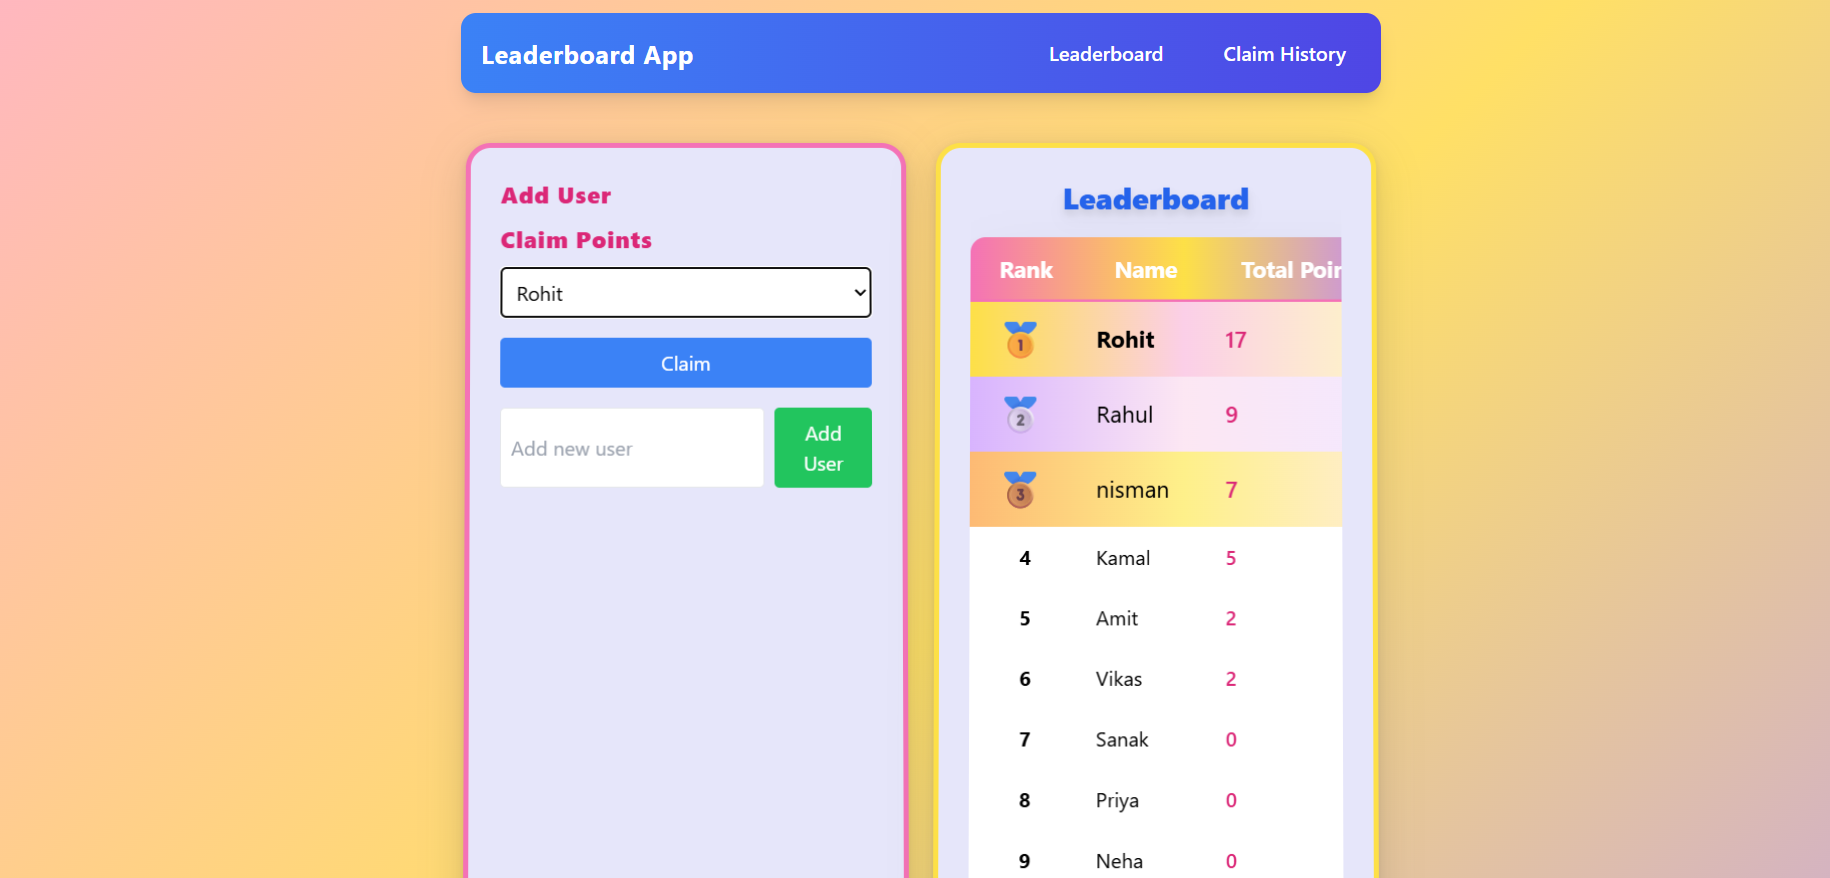 Leaderboard App
Leaderboard
Claim History
Add User
Claim Points
Rohit
Claim
Add new user
Add
User
Leaderboard
Rank Name Total Poin
1 Rohit 17
2 Rahul 9
3 nisman 7
4 Kamal 5
5 Amit 2
6 Vikas 2
7 Sanak 0
8 Priya 0
9 Neha 0